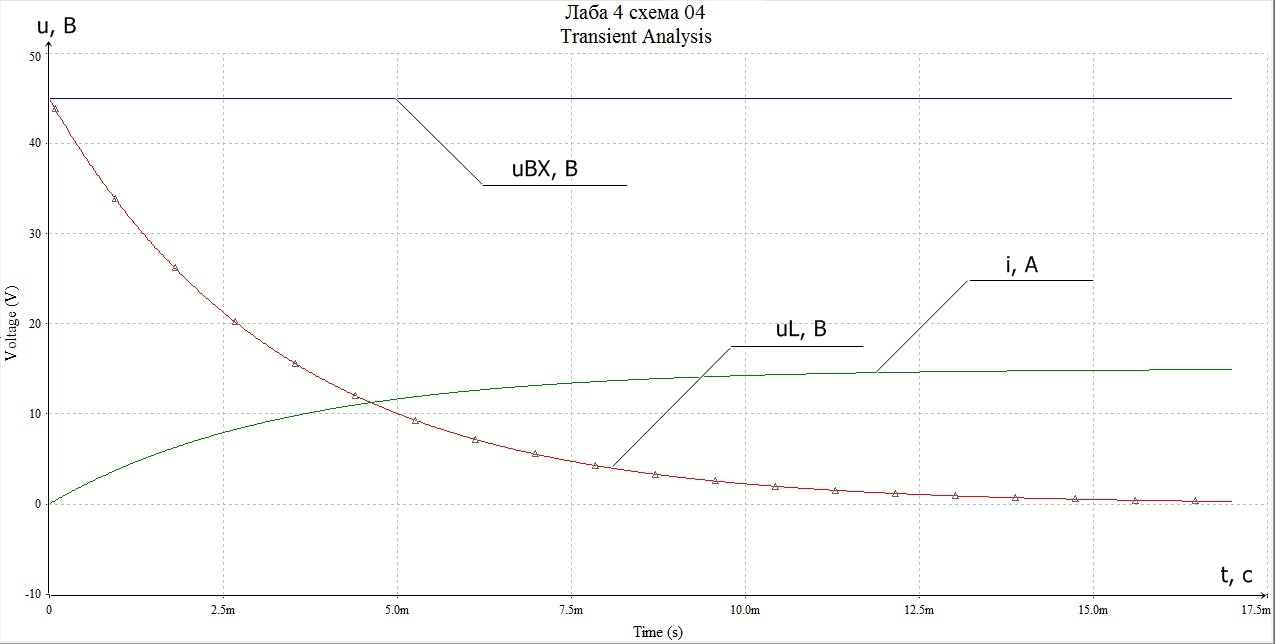 Лаба 4 схема 04
Transient Analysis
u, В
50
40
30
20
10
0
-10
Voltage (V)
uВХ, В
i, А
uL, В
t, с
0
2.5m
5.0m
7.5m
10.0m
12.5m
15.0m
17.5m
Time (s)